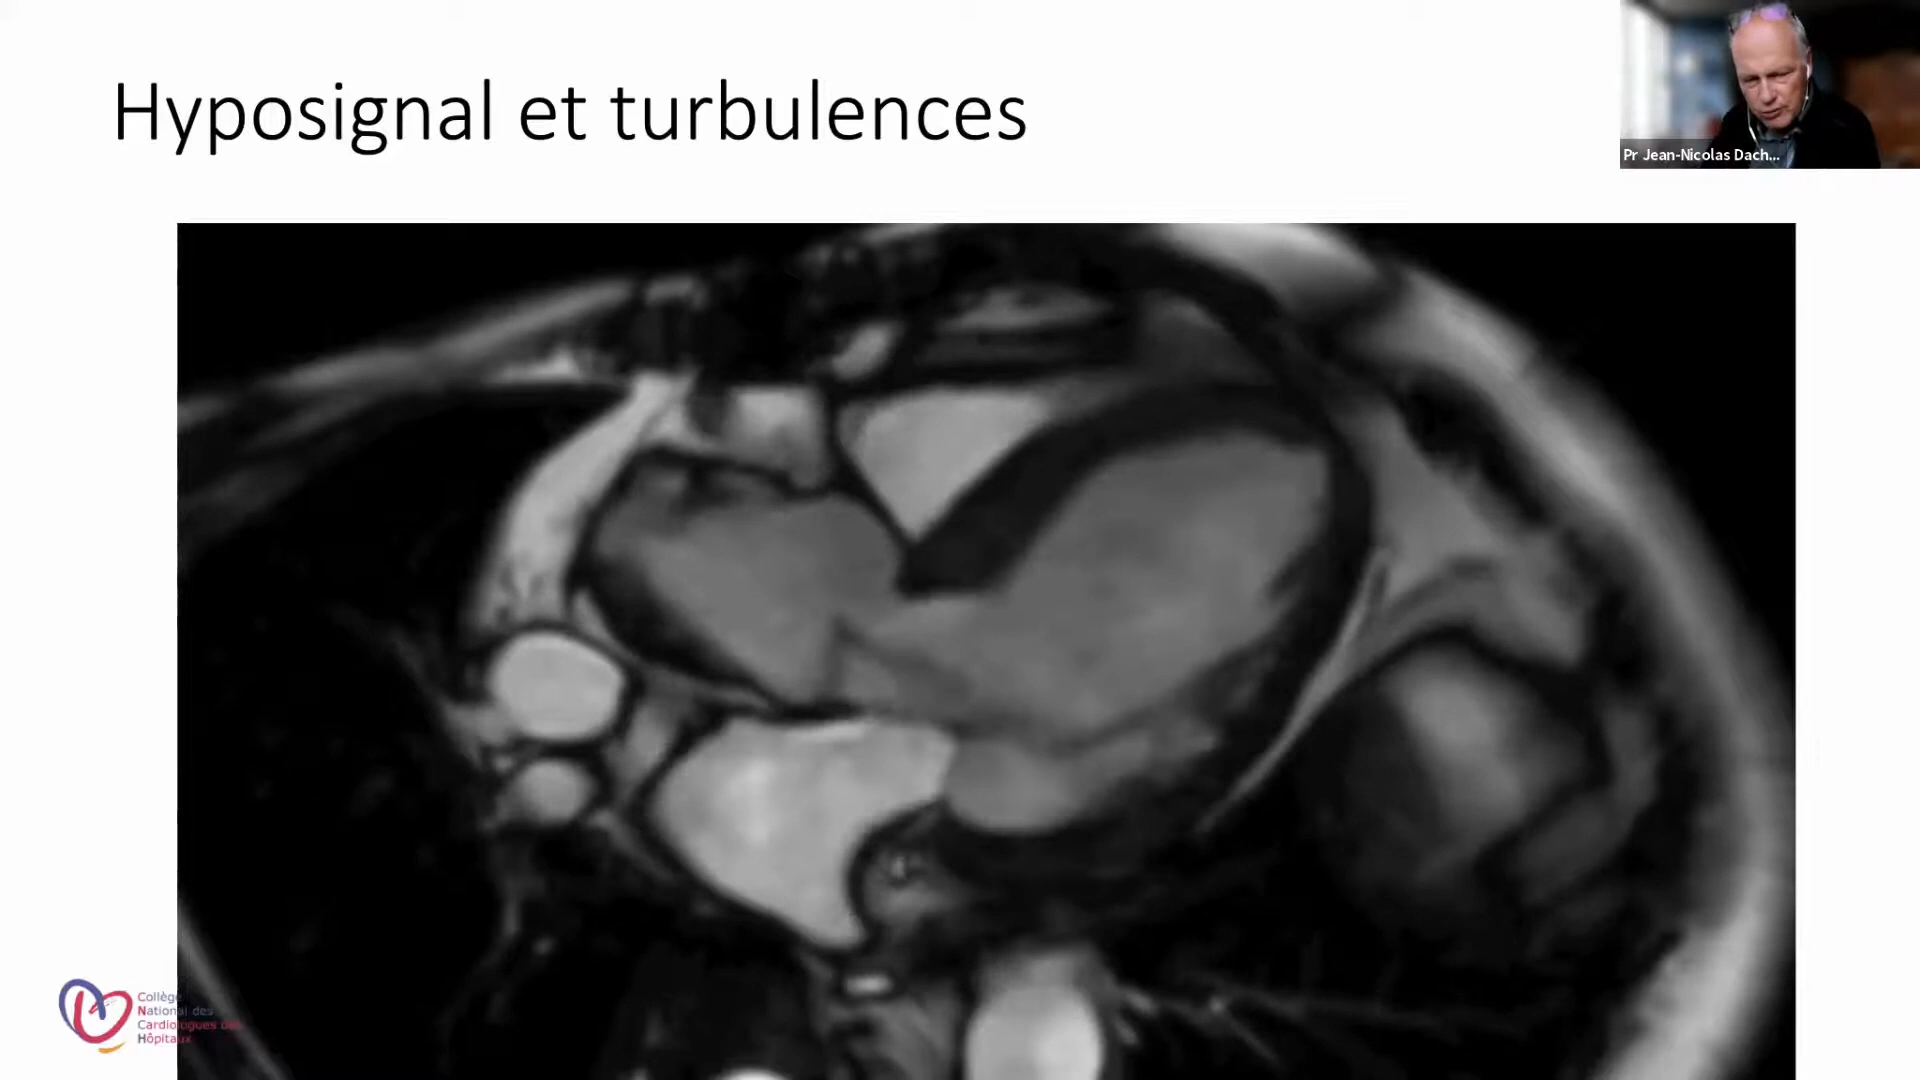 Hyposignal et turbulences
Pr Jean-Nicolas Dach...
Collège
National des
Cardiologues des
Hôpitaux